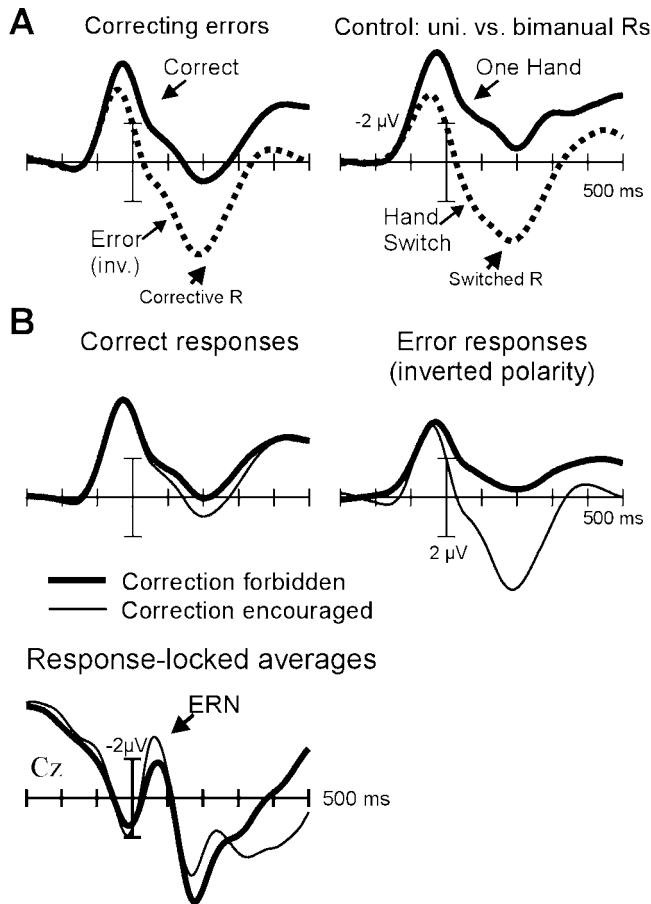 A
Correcting errors
Control: uni. vs. bimanual Rs
Correct
One Hand
-2 µV
500 ms
Error
(inv.)
Hand
Switch
Corrective R
Switched R
B
Correct responses
Error responses
(inverted polarity)
500 ms
2 µV
Correction forbidden
Correction encouraged
Response-locked averages
ERN
-2µV
Cz
500 ms